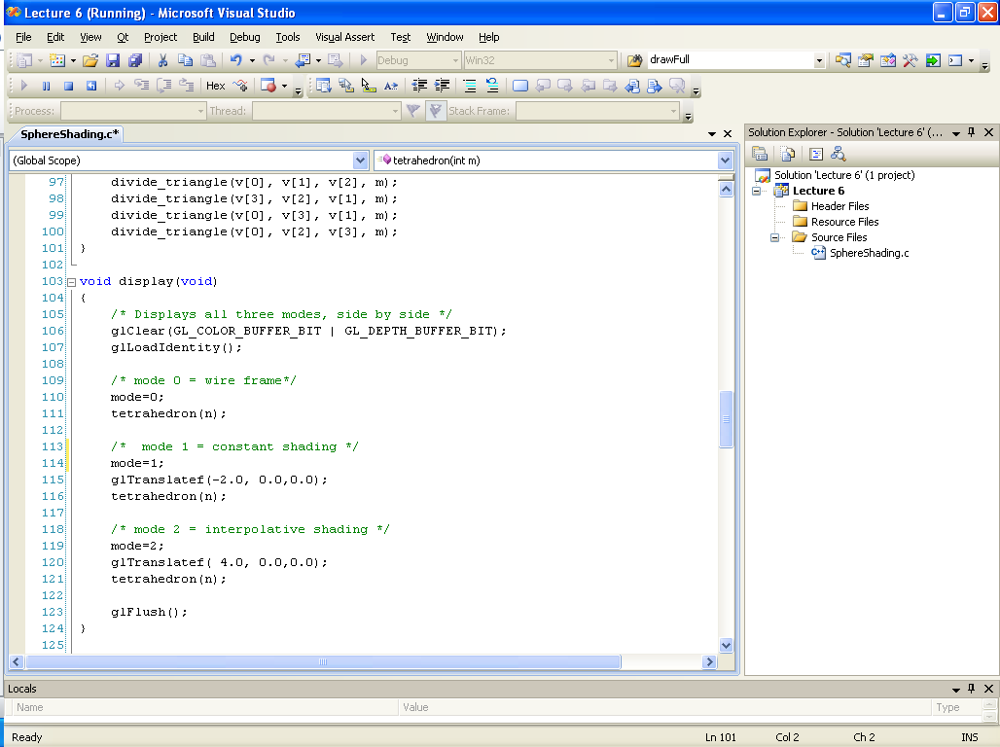 Lecture 6 (Running) - Microsoft Visual Studio
File Edit View Qt Project Build Debug Tools Visual Assert Test Window Help
Debug Win32 drawFull
Hex
Process: Thread: Stack Frame:
SphereShading.c*
(Global Scope) tetrahedron(int m)
97 divide_triangle(v[0], v[1], v[2], m);
98 divide_triangle(v[3], v[2], v[1], m);
99 divide_triangle(v[0], v[3], v[1], m);
100 divide_triangle(v[0], v[2], v[3], m);
101 }
102
103 void display(void)
104 {
105 /* Displays all three modes, side by side */
106 glClear(GL_COLOR_BUFFER_BIT | GL_DEPTH_BUFFER_BIT);
107 glLoadIdentity();
108
109 /* mode 0 = wire frame*/
110 mode=0;
111 tetrahedron(n);
112
113 /*  mode 1 = constant shading */
114 mode=1;
115 glTranslatef(-2.0, 0.0,0.0);
116 tetrahedron(n);
117
118 /* mode 2 = interpolative shading */
119 mode=2;
120 glTranslatef( 4.0, 0.0,0.0);
121 tetrahedron(n);
122
123 glFlush();
124 }
125
Solution Explorer - Solution 'Lecture 6' (...
Solution 'Lecture 6' (1 project)
Lecture 6
Header Files
Resource Files
Source Files
SphereShading.c
Locals
Name Value Type
Ready Ln 101 Col 2 Ch 2 INS